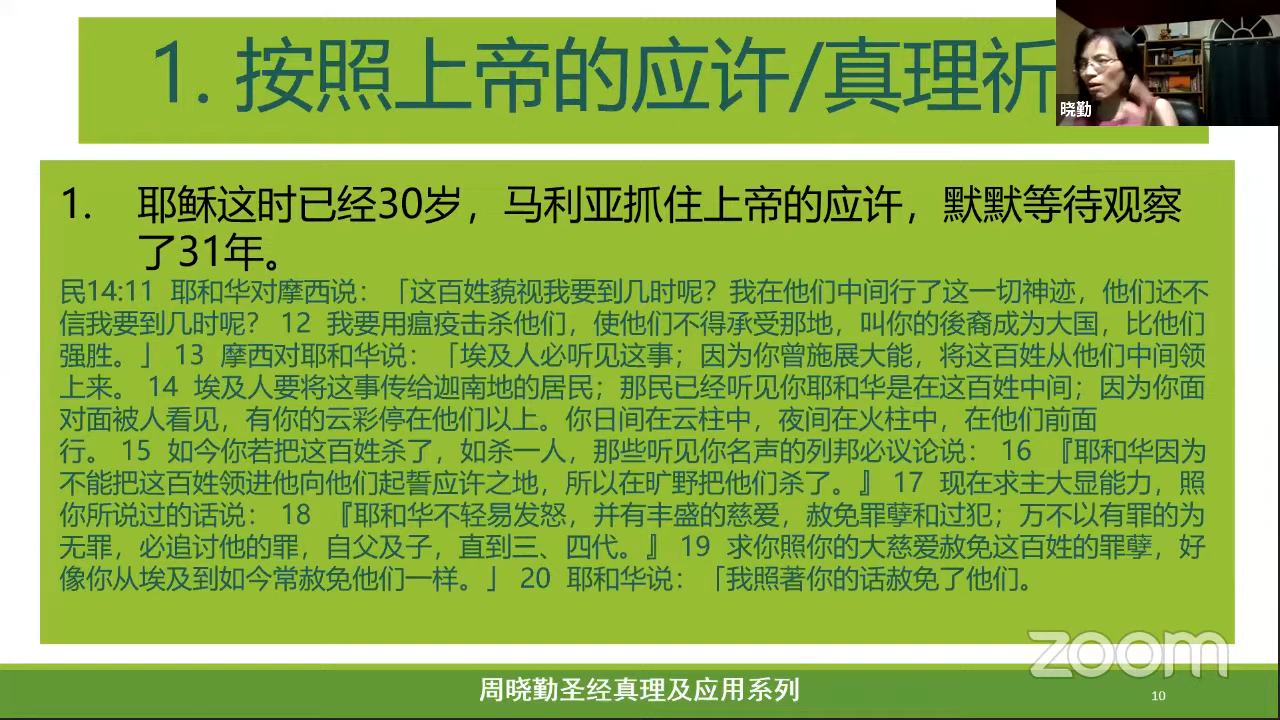 1. 按照上帝的应许/真理祈
晓勤
1. 耶稣这时已经30岁，马利亚抓住上帝的应许，默默等待观察
了31年。
民14:11 耶和华对摩西说：「这百姓藐视我要到几时呢？我在他们中间行了这一切神迹，他们还不
信我要到几时呢？ 12 我要用瘟疫击杀他们，使他们不得承受那地，叫你的後裔成为大国，比他们
强胜。」 13 摩西对耶和华说：「埃及人必听见这事；因为你曾施展大能，将这百姓从他们中间领
上来。 14 埃及人要将这事传给迦南地的居民；那民已经听见你耶和华是在这百姓中间；因为你面
对面被人看见，有你的云彩停在他们以上。你日间在云柱中，夜间在火柱中，在他们前面
行。 15 如今你若把这百姓杀了，如杀一人，那些听见你名声的列邦必议论说： 16 『耶和华因为
不能把这百姓领进他向他们起誓应许之地，所以在旷野把他们杀了。』 17 现在求主大显能力，照
你所说过的话说： 18 『耶和华不轻易发怒，并有丰盛的慈爱，赦免罪孽和过犯；万不以有罪的为
无罪，必追讨他的罪，自父及子，直到三、四代。』 19 求你照你的大慈爱赦免这百姓的罪孽，好
像你从埃及到如今常赦免他们一样。」 20 耶和华说：「我照著你的话赦免了他们。
zoom
周晓勤圣经真理及应用系列
10